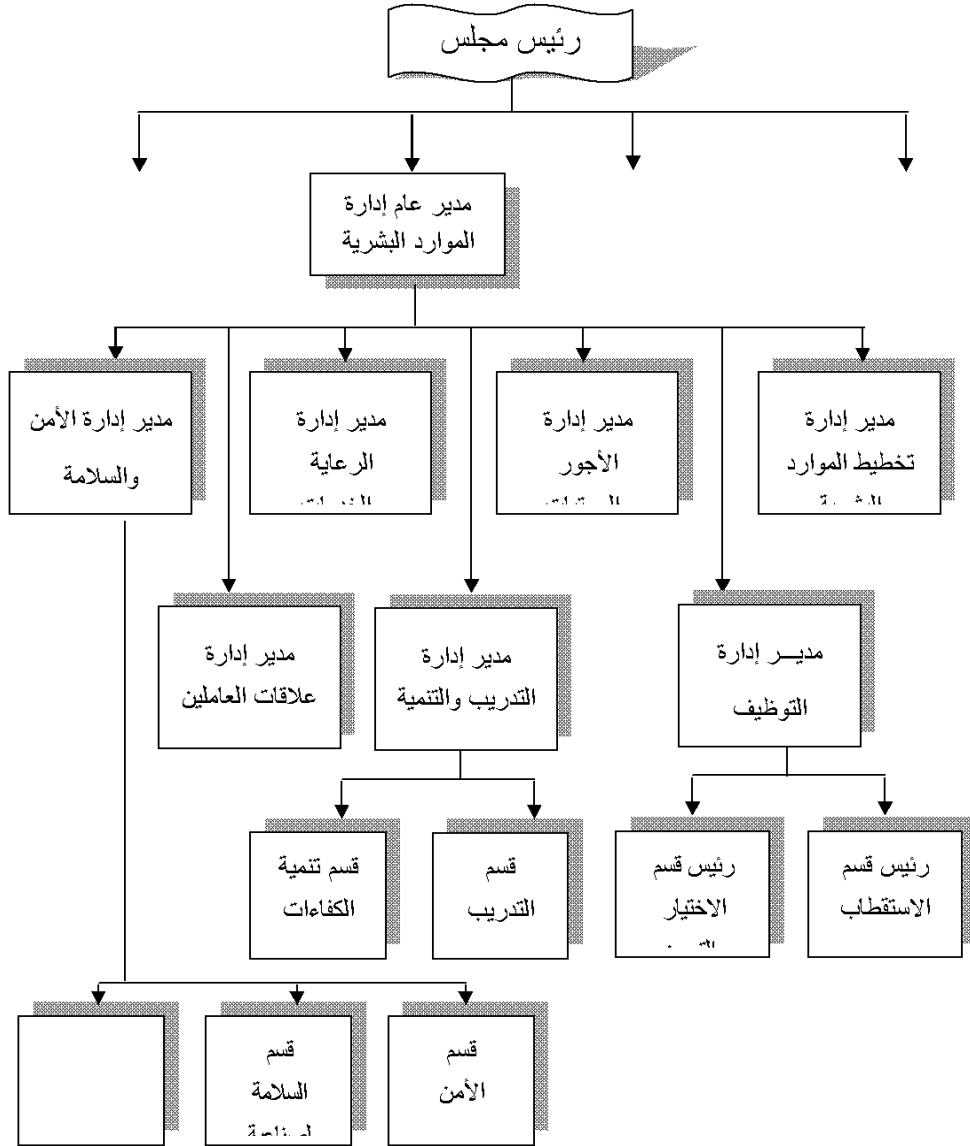 رئيس مجلس
مدير عام إدارة
الموارد البشرية
مدير إدارة
تخطيط الموارد
مدير إدارة
الأجور
مدير إدارة
الرعاية
مدير إدارة الأمن
والسلامة
مديـــر إدارة
التوظيف
مدير إدارة
التدريب والتنمية
مدير إدارة
علاقات العاملين
رئيس قسم
الاستقطاب
رئيس قسم
الاختيار
قسم
التدريب
قسم تنمية
الكفاءات
قسم
الأمن
قسم
السلامة